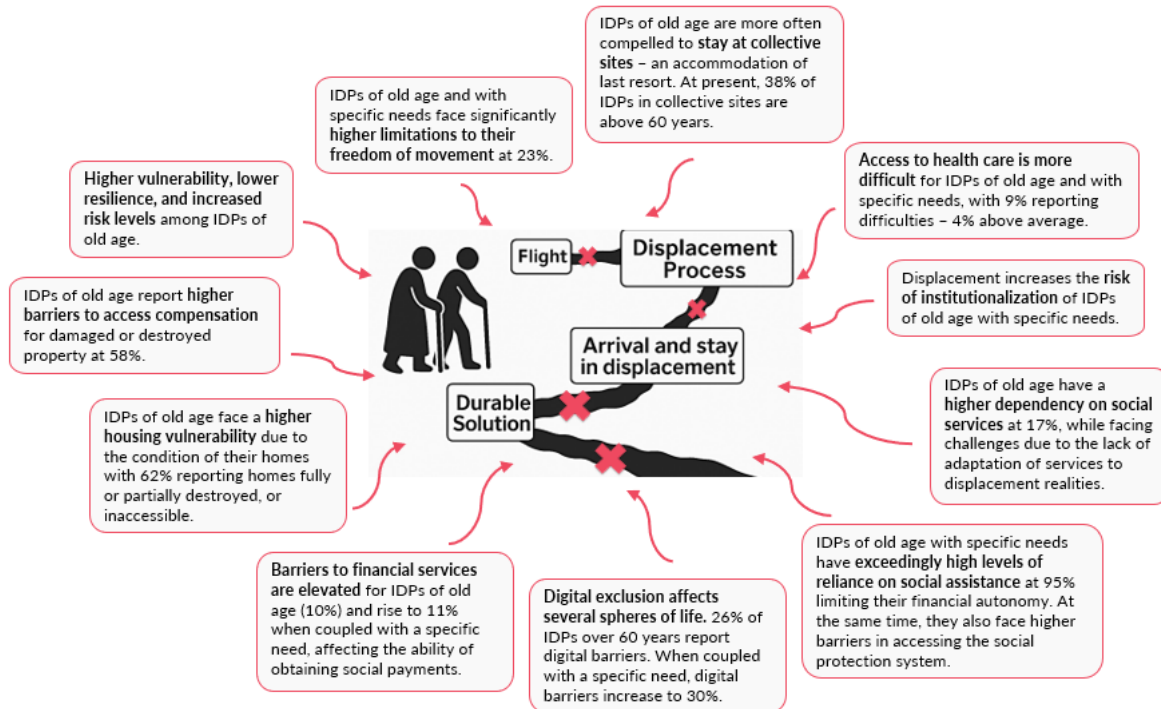 IDPs of old age are more often
compelled to stay at collective
sites – an accommodation of
last resort. At present, 38% of
IDPs in collective sites are
above 60 years.
IDPs of old age and with
specific needs face significantly
higher limitations to their
freedom of movement at 23%.
Access to health care is more
difficult for IDPs of old age and with
specific needs, with 9% reporting
difficulties – 4% above average.
Higher vulnerability, lower
resilience, and increased
risk levels among IDPs of
old age.
Flight
Displacement
Process
Displacement increases the risk
of institutionalization of IDPs
of old age with specific needs.
IDPs of old age report higher
barriers to access compensation
for damaged or destroyed
property at 58%.
Arrival and stay
in displacement
IDPs of old age have a
higher dependency on social
services at 17%, while facing
challenges due to the lack of
adaptation of services to
displacement realities.
Durable
Solution
IDPs of old age face a higher
housing vulnerability due to
the condition of their homes
with 62% reporting homes fully
or partially destroyed, or
inaccessible.
IDPs of old age with specific needs
have exceedingly high levels of
reliance on social assistance at 95%
limiting their financial autonomy. At
the same time, they also face higher
barriers in accessing the social
protection system.
Barriers to financial services
are elevated for IDPs of old
age (10%) and rise to 11%
when coupled with a specific
need, affecting the ability of
obtaining social payments.
Digital exclusion affects
several spheres of life. 26% of
IDPs over 60 years report
digital barriers. When coupled
with a specific need, digital
barriers increase to 30%.